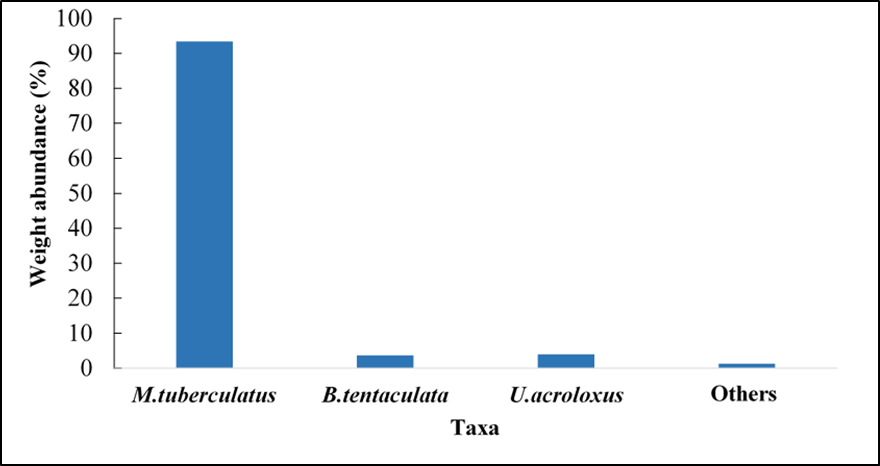 Weight abundance (%)
100
90
80
70
60
50
40
30
20
10
0
M.tuberculatus
B.tentaculata
U.acroloxus
Others
Taxa